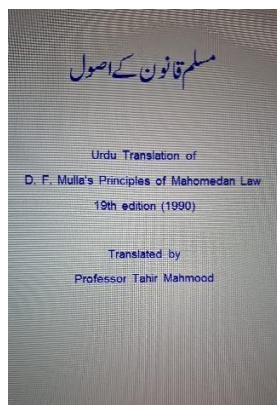 مسلم قانون کے اصول
Urdu Translation of
D. F. Mulla's Principles of Mahomedan Law
19th edition (1990)
Translated by
Professor Tahir Mahmood